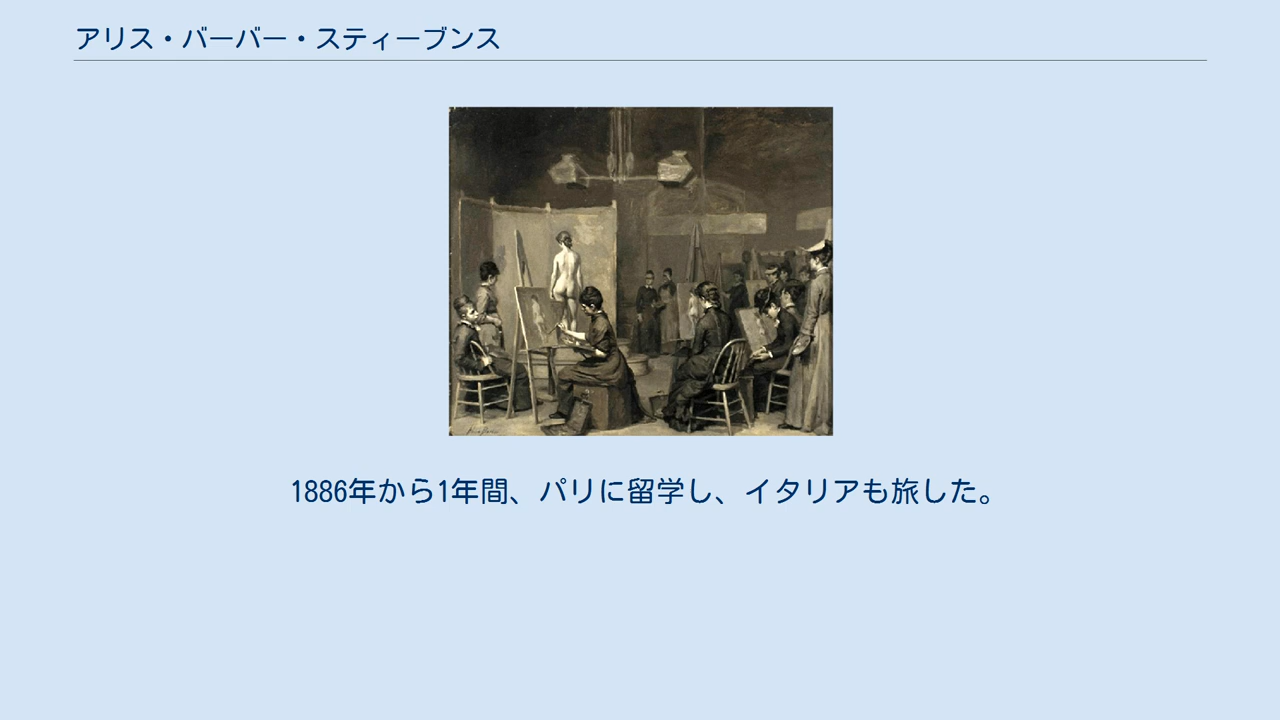 アリス・バーバー・スティーブンス
1886年から1年間、パリに留学し、イタリアも旅した。